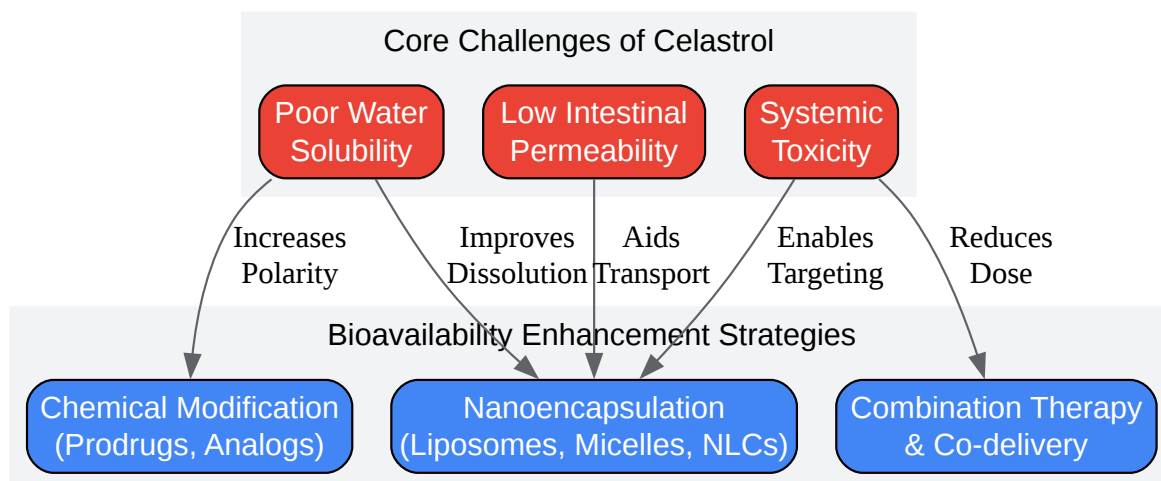 Core Challenges of Celastrol
Poor Water
Solubility
Low Intestinal
Permeability
Systemic
Toxicity
Increases
Polarity
Improves
Dissolution
Aids
Transport
Enables
Targeting
Reduces
Dose
Bioavailability Enhancement Strategies
Chemical Modification
(Prodrugs, Analogs)
Nanoencapsulation
(Liposomes, Micelles, NLCs)
Combination Therapy
& Co-delivery